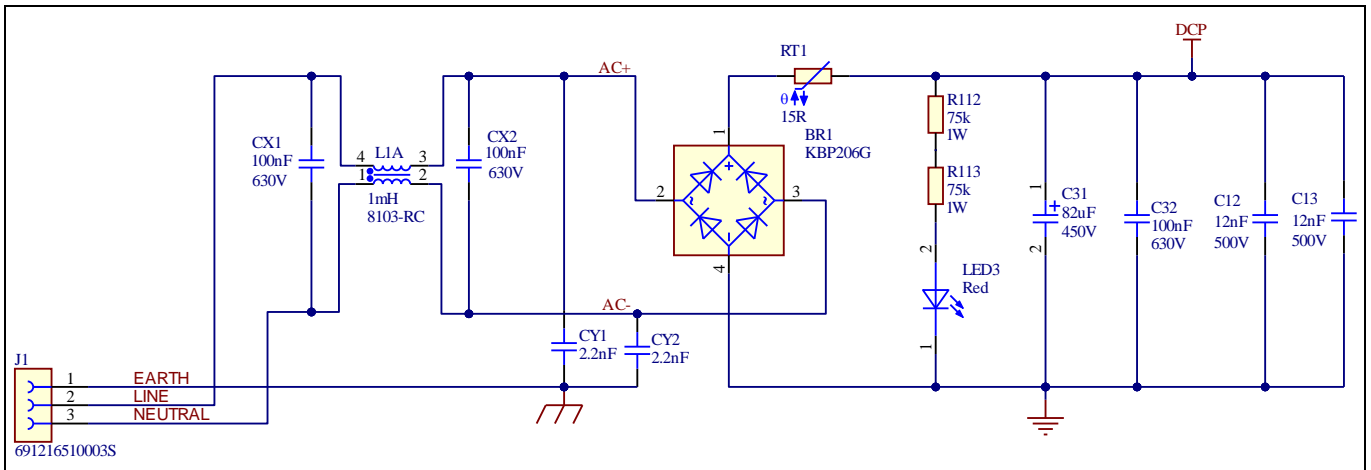 DCP
RT1
θ
15R
AC+
BR1
KBP206G
1
2
3
4
+
~
~
-
R112
75k
1W
R113
75k
1W
CX1
100nF
630V
4
L1A
3
1
2
1mH
8103-RC
CX2
100nF
630V
1
C31
+
82uF
450V
2
C32
100nF
630V
C12
12nF
500V
C13
12nF
500V
2
LED3
Red
1
AC-
CY1
2.2nF
CY2
2.2nF
J1
1
EARTH
2
LINE
3
NEUTRAL
691216510003S